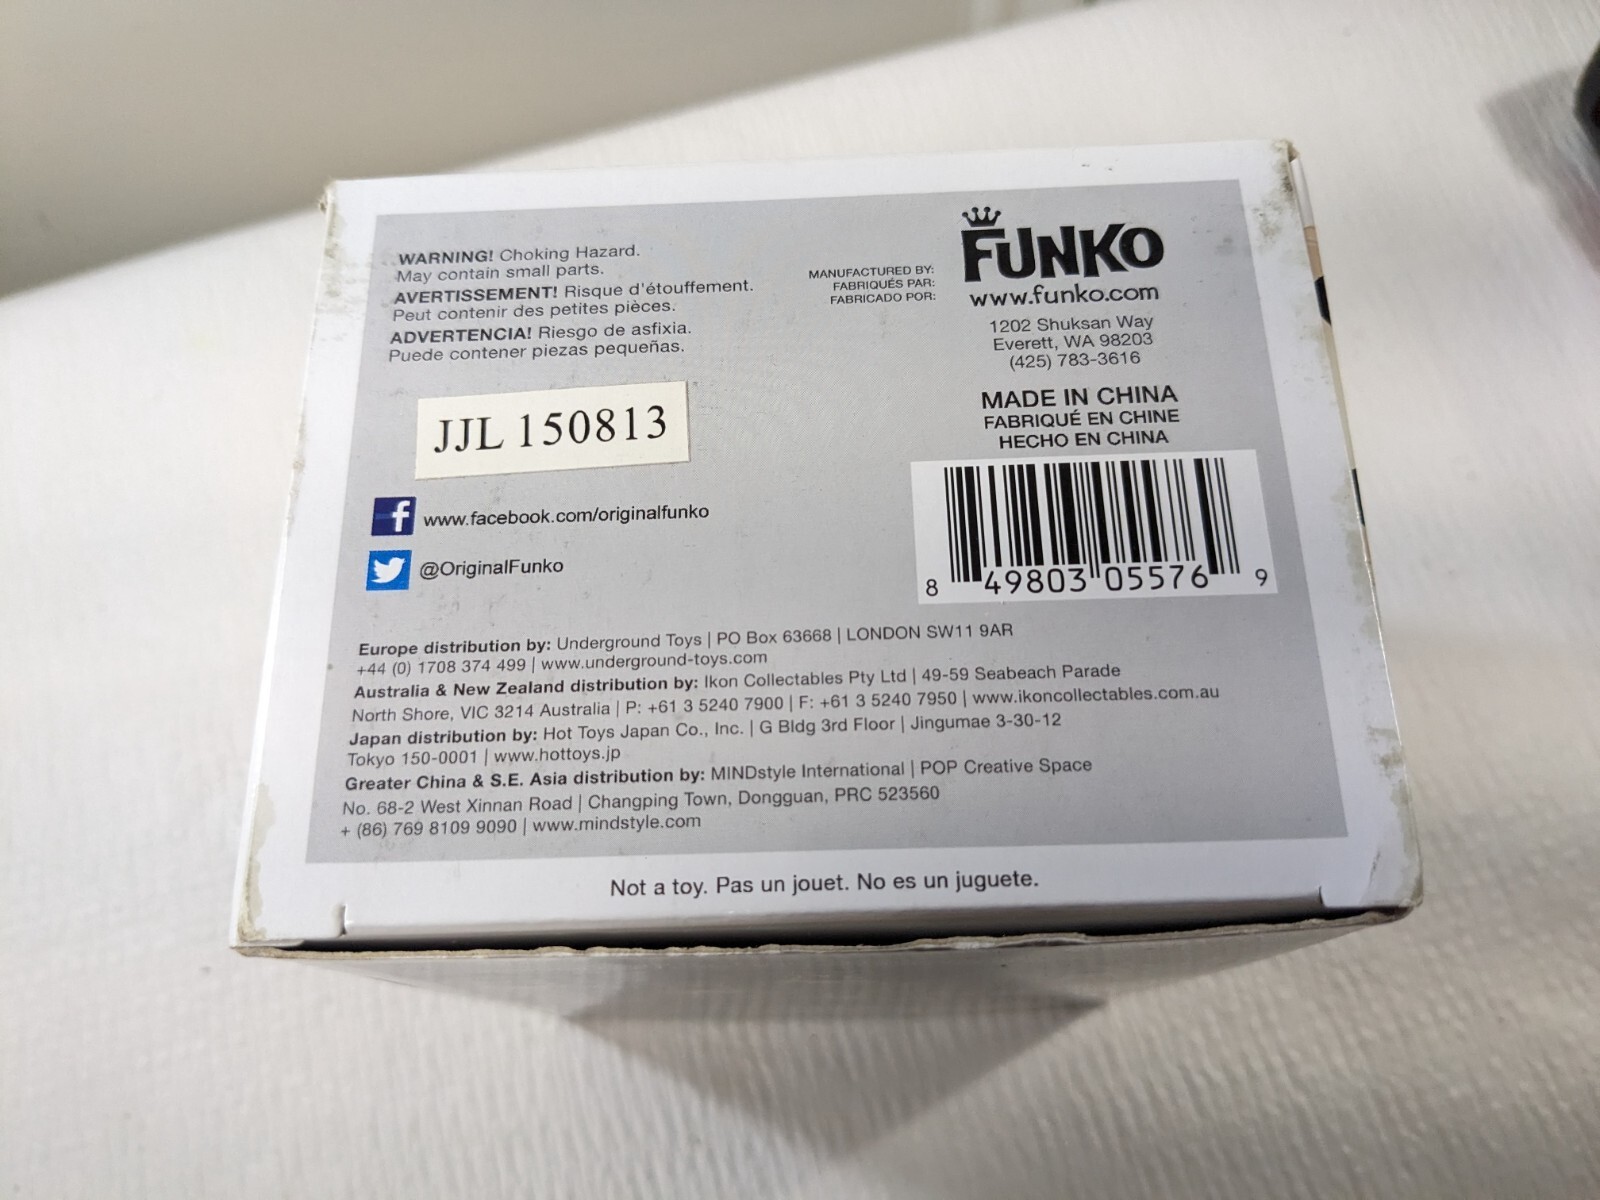 WARNING! Choking Hazard.
May contain small parts.
AVERTISSEMENT! Risque d'étouffement.
Peut contenir des petites pièces.
ADVERTENCIA! Riesgo de asfixia.
Puede contener piezas pequeñas.
MANUFACTURED BY:
FABRIQUÉS PAR:
FABRICADO POR:
FUNKO
www.funko.com
1202 Shuksan Way
Everett, WA 98203
(425) 783-3616
MADE IN CHINA
FABRIQUÉ EN CHINE
HECHO EN CHINA
JJL 150813
f www.facebook.com/originalfunko
@OriginalFunko
8 49803 05576 9
Europe distribution by: Underground Toys | PO Box 63668 | LONDON SW11 9AR
+44 (0) 1708 374 499 | www.underground-toys.com
Australia & New Zealand distribution by: Ikon Collectables Pty Ltd | 49-59 Seabeach Parade
North Shore, VIC 3214 Australia | P: +61 3 5240 7900 | F: +61 3 5240 7950 | www.ikoncollectables.com.au
Japan distribution by: Hot Toys Japan Co., Inc. | G Bldg 3rd Floor | Jingumae 3-30-12
Tokyo 150-0001 | www.hottoys.jp
Greater China & S.E. Asia distribution by: MINDstyle International | POP Creative Space
No. 68-2 West Xinnan Road | Changping Town, Dongguan, PRC 523560
+ (86) 769 8109 9090 | www.mindstyle.com
Not a toy. Pas un jouet. No es un juguete.